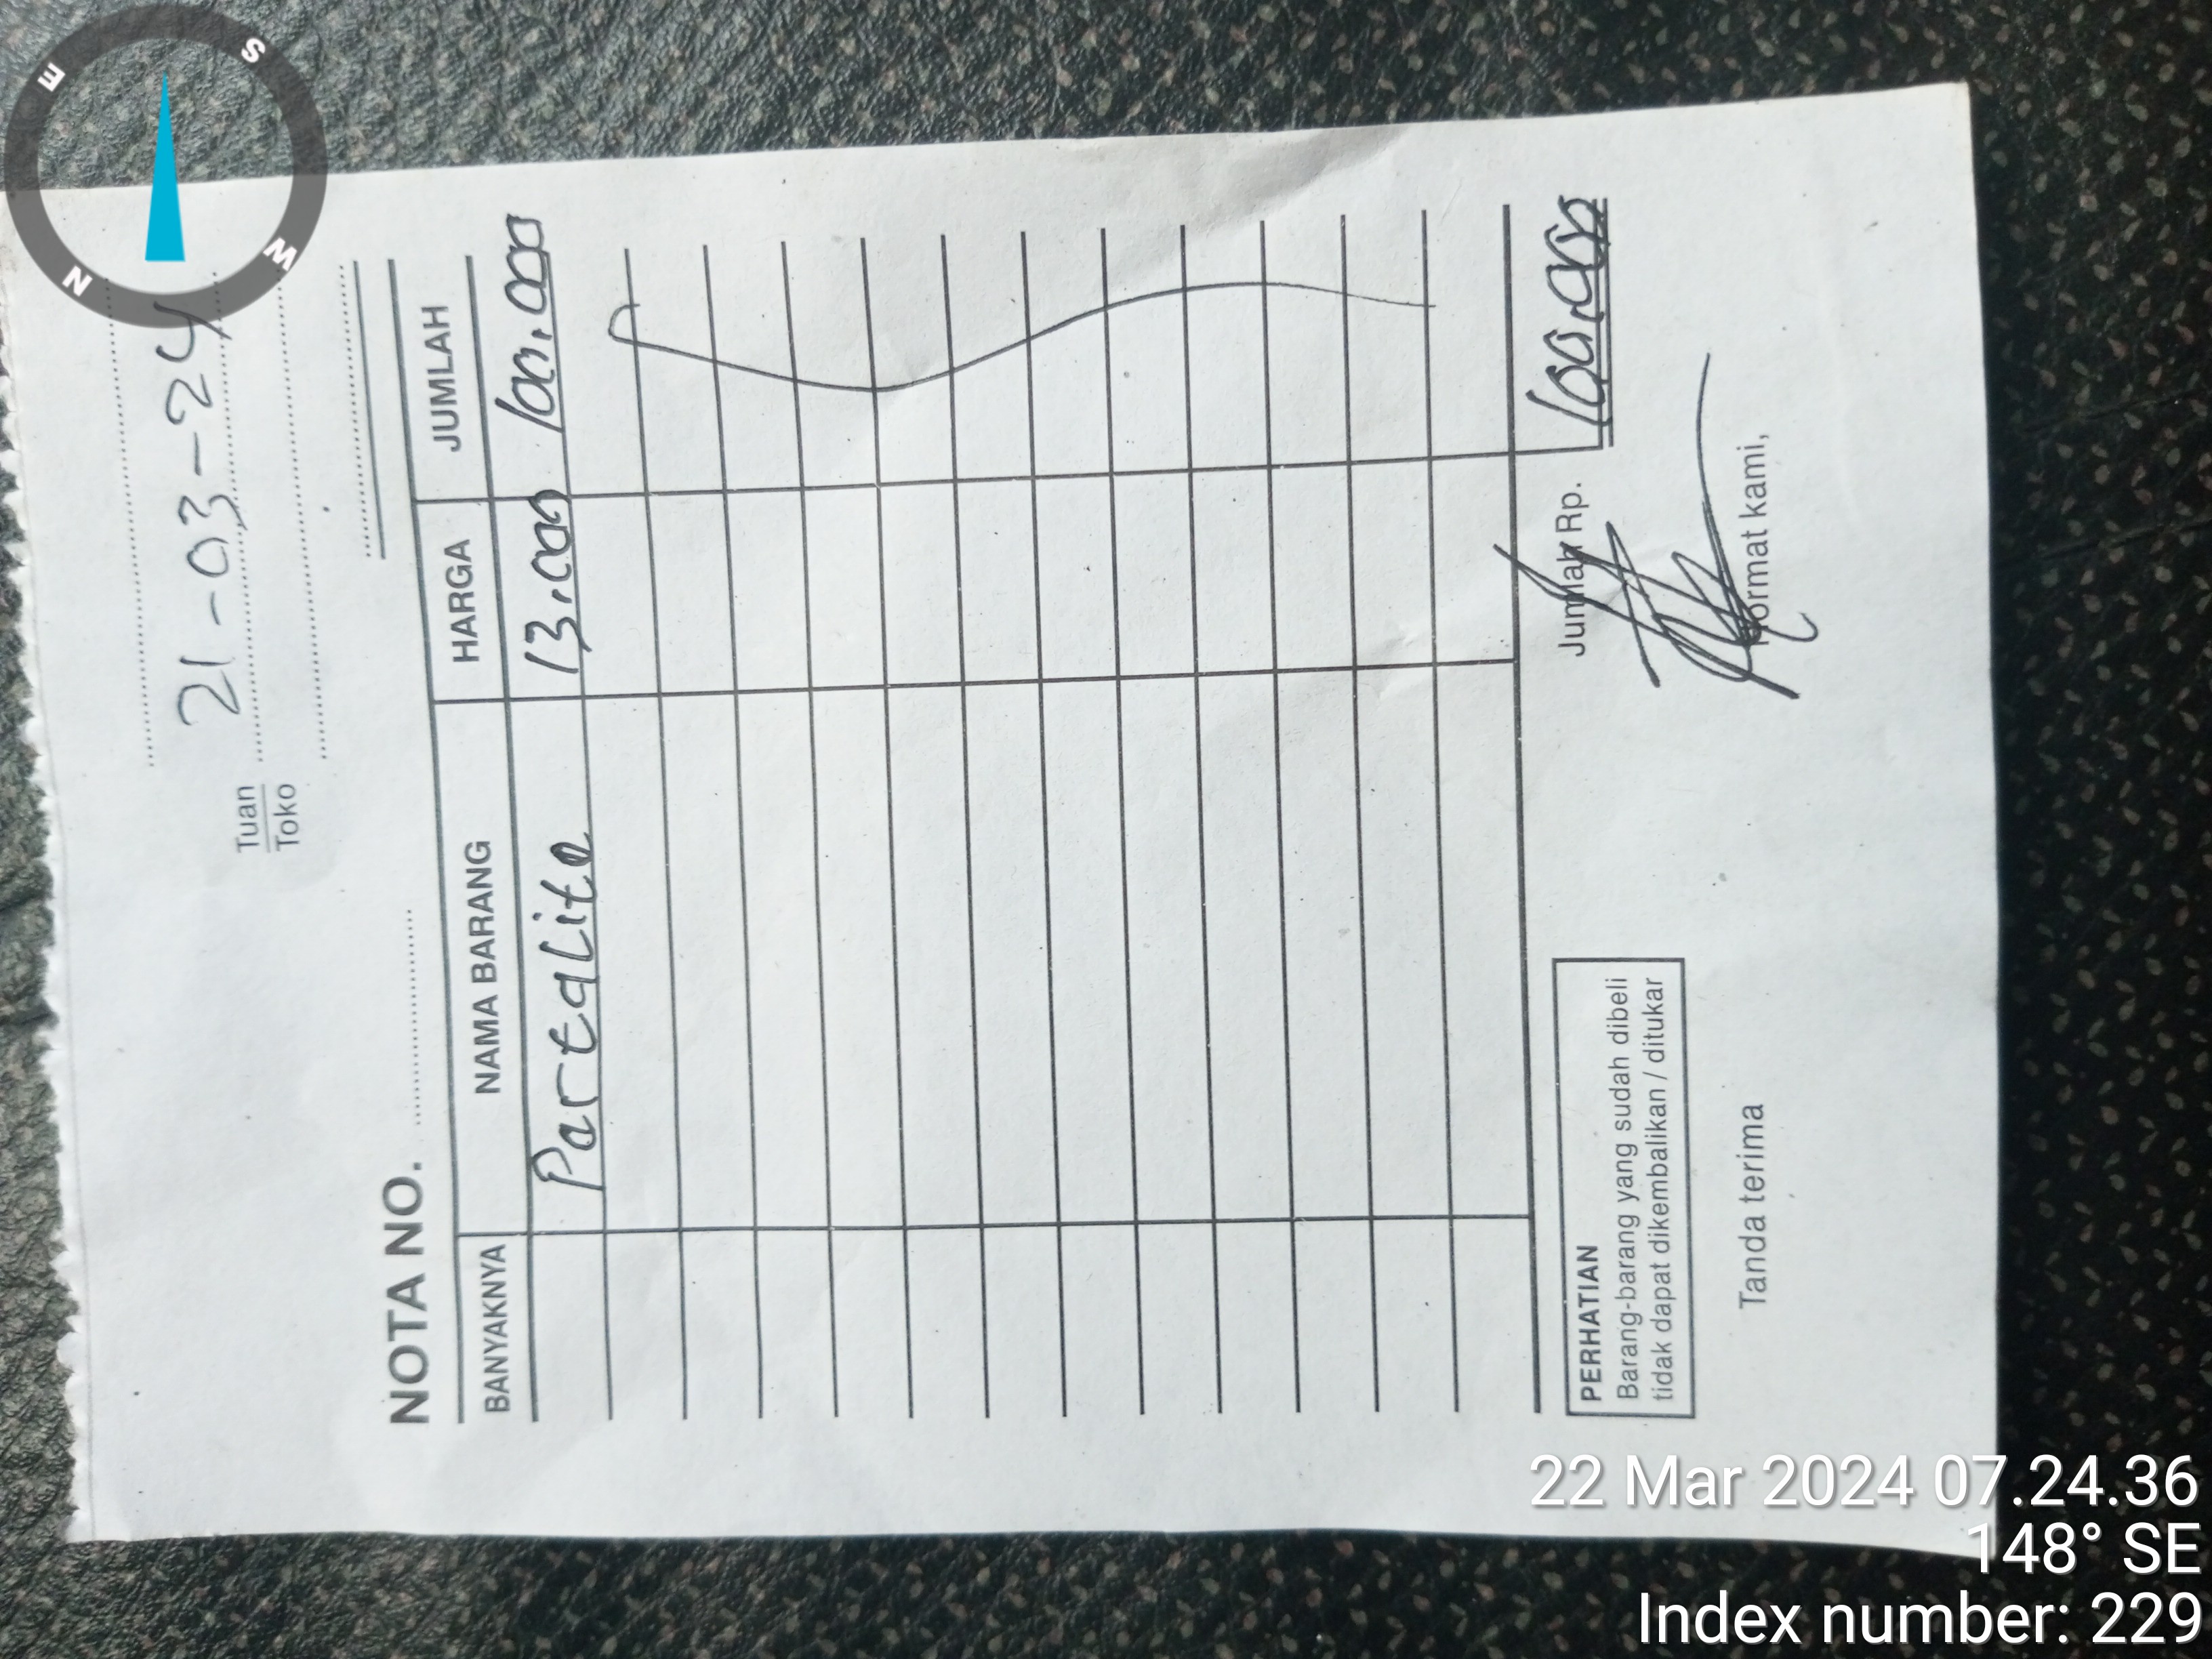 21-03-24
Tuan
Toko
NOTA NO.
BANYAKNYA NAMA BARANG HARGA JUMLAH
Partalite 13.000 100.000
Jumlah Rp. 100.000
PERHATIAN
Barang-barang yang sudah dibeli
tidak dapat dikembalikan / ditukar
Tanda terima Hormat kami,
N E S W
22 Mar 2024 07.24.36
148° SE
Index number: 229